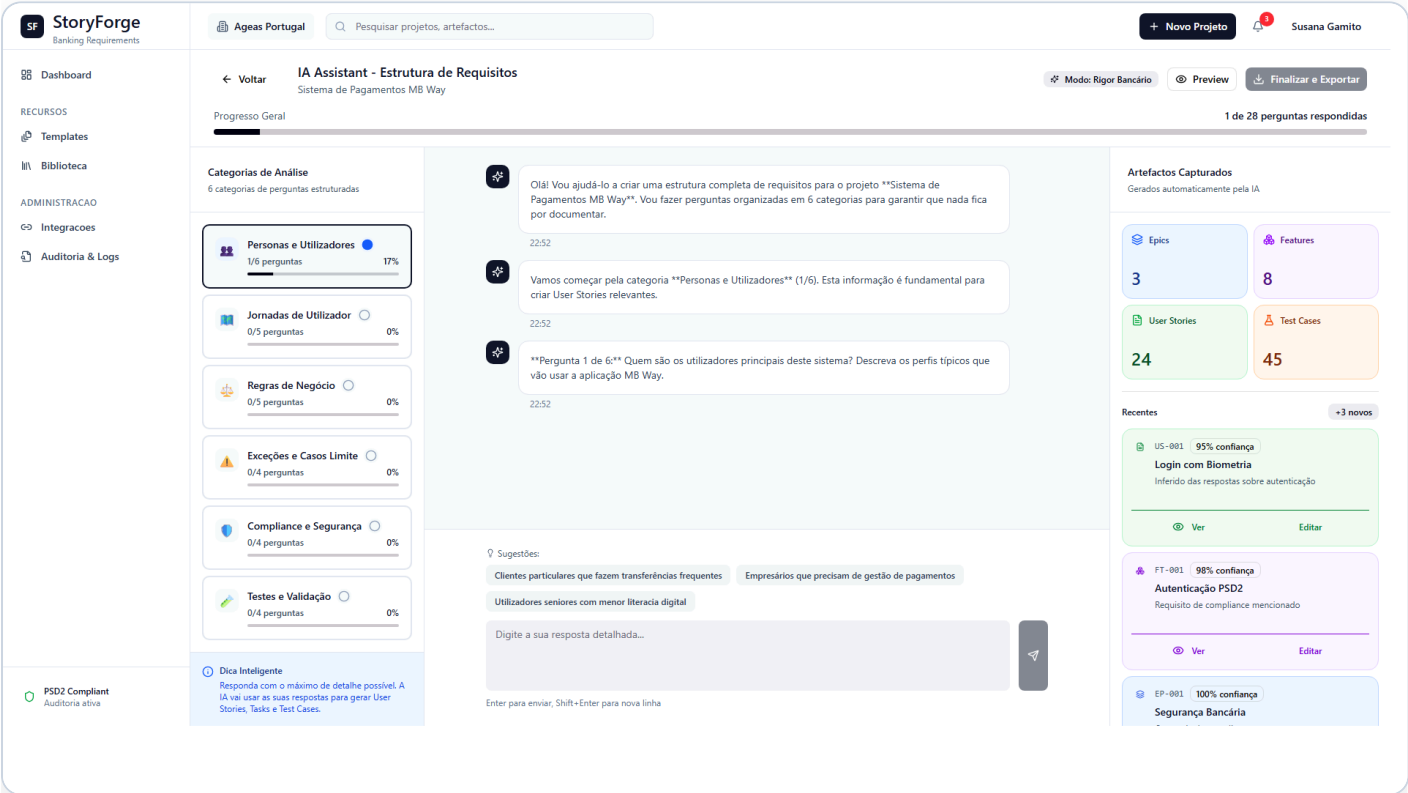 SF
StoryForge
Banking Requirements
Ageas Portugal
Pesquisar projetos, artefactos...
+ Novo Projeto
3
Susana Gamito
Dashboard
RECURSOS
Templates
Biblioteca
ADMINISTRACAO
Integracoes
Auditoria & Logs
PSD2 Compliant
Auditoria ativa
Voltar
IA Assistant - Estrutura de Requisitos
Sistema de Pagamentos MB Way
Modo: Rigor Bancário
Preview
Finalizar e Exportar
Progresso Geral
1 de 28 perguntas respondidas
Categorias de Análise
6 categorias de perguntas estruturadas
Personas e Utilizadores
1/6 perguntas
17%
Jornadas de Utilizador
0/5 perguntas
0%
Regras de Negócio
0/5 perguntas
0%
Exceções e Casos Limite
0/4 perguntas
0%
Compliance e Segurança
0/4 perguntas
0%
Testes e Validação
0/4 perguntas
0%
Dica Inteligente
Responda com o máximo de detalhe possível. A
IA vai usar as suas respostas para gerar User
Stories, Tasks e Test Cases.
Olá! Vou ajudá-lo a criar uma estrutura completa de requisitos para o projeto **Sistema de
Pagamentos MB Way**. Vou fazer perguntas organizadas em 6 categorias para garantir que nada fica
por documentar.
22:52
Vamos começar pela categoria **Personas e Utilizadores** (1/6). Esta informação é fundamental para
criar User Stories relevantes.
22:52
**Pergunta 1 de 6:** Quem são os utilizadores principais deste sistema? Descreva os perfis típicos que
vão usar a aplicação MB Way.
22:52
Sugestões:
Clientes particulares que fazem transferências frequentes
Empresários que precisam de gestão de pagamentos
Utilizadores seniores com menor literacia digital
Digite a sua resposta detalhada...
Enter para enviar, Shift+Enter para nova linha
Artefactos Capturados
Gerados automaticamente pela IA
Epics
3
Features
8
User Stories
24
Test Cases
45
Recentes
+3 novos
US-001
95% confiança
Login com Biometria
Inferido das respostas sobre autenticação
Ver
Editar
FT-001
98% confiança
Autenticação PSD2
Requisito de compliance mencionado
Ver
Editar
EP-001
100% confiança
Segurança Bancária